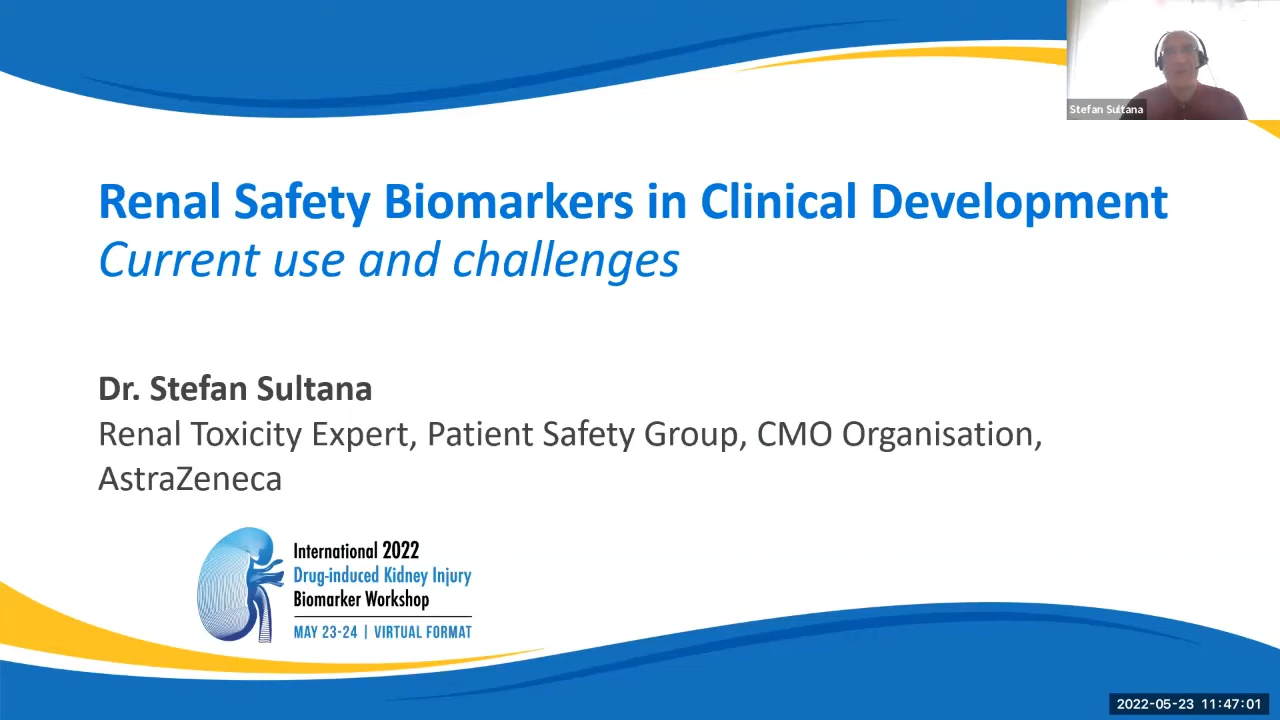 Stefan Sultana
Renal Safety Biomarkers in Clinical Development
Current use and challenges
Dr. Stefan Sultana
Renal Toxicity Expert, Patient Safety Group, CMO Organisation,
AstraZeneca
International 2022
Drug-induced Kidney Injury
Biomarker Workshop
MAY 23-24 | VIRTUAL FORMAT
2022-05-23 11:47:01